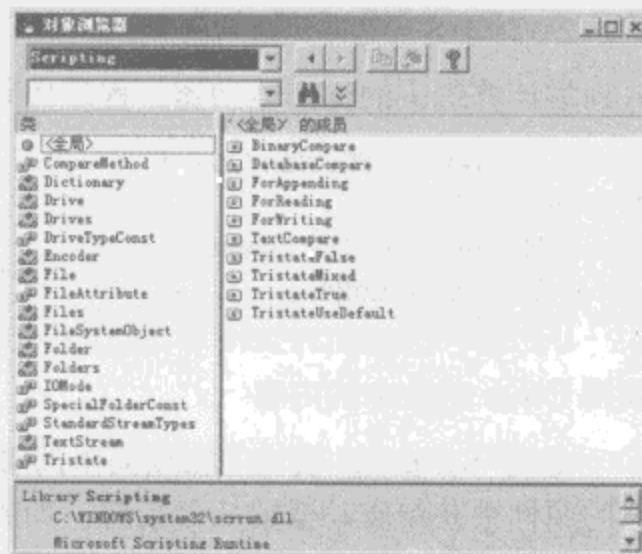 对象浏览器
Scripting
类
<全局>
CompareMethod
Dictionary
Drive
Drives
DriveTypeConst
Encoder
File
FileAttribute
Files
FileSystemObject
Folder
Folders
IOMode
SpecialFolderConst
StandardStreamTypes
TextStream
Tristate
"<全局>" 的成员
BinaryCompare
DatabaseCompare
ForAppending
ForReading
ForWriting
TextCompare
TristateFalse
TristateMixed
TristateTrue
TristateUseDefault
Library Scripting
C:\WINDOWS\system32\scrrun.dll
Microsoft Scripting Runtime